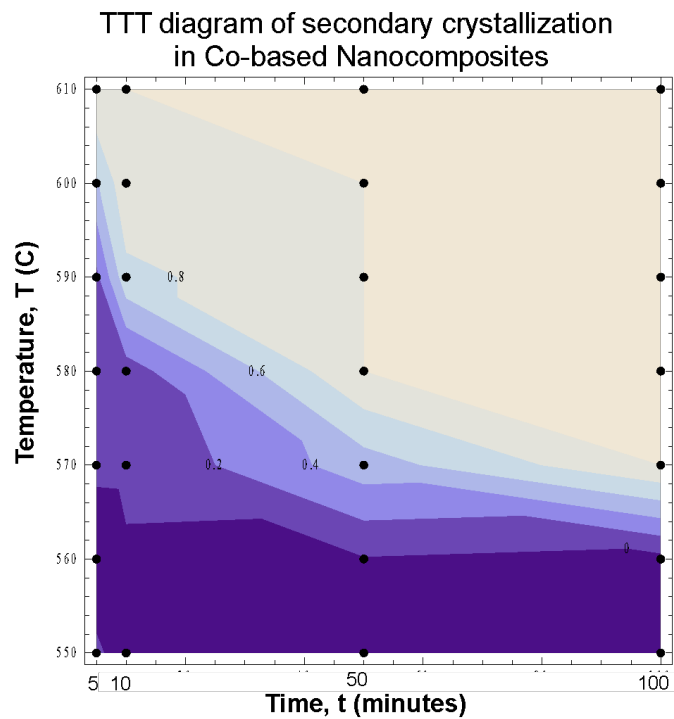 TTT diagram of secondary crystallization
in Co-based Nanocomposites
610
600
590
580
570
560
550
0.8
0.6
0.2
0.4
0
Temperature, T (C)
5 10 50 100
Time, t (minutes)